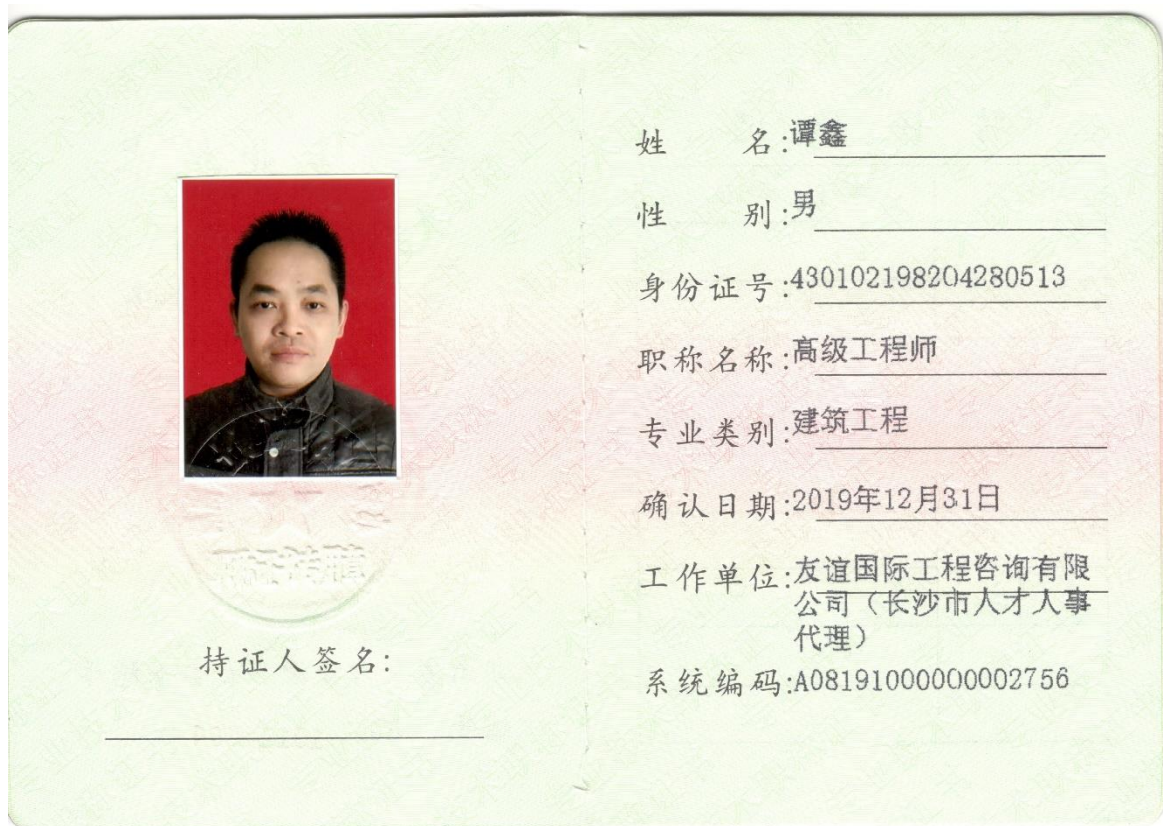 持证人签名:
姓名:谭鑫
性别:男
身份证号:430102198204280513
职称名称:高级工程师
专业类别:建筑工程
确认日期:2019年12月31日
工作单位:友谊国际工程咨询有限
公司（长沙市人才人事
代理）
系统编码:A08191000000002756